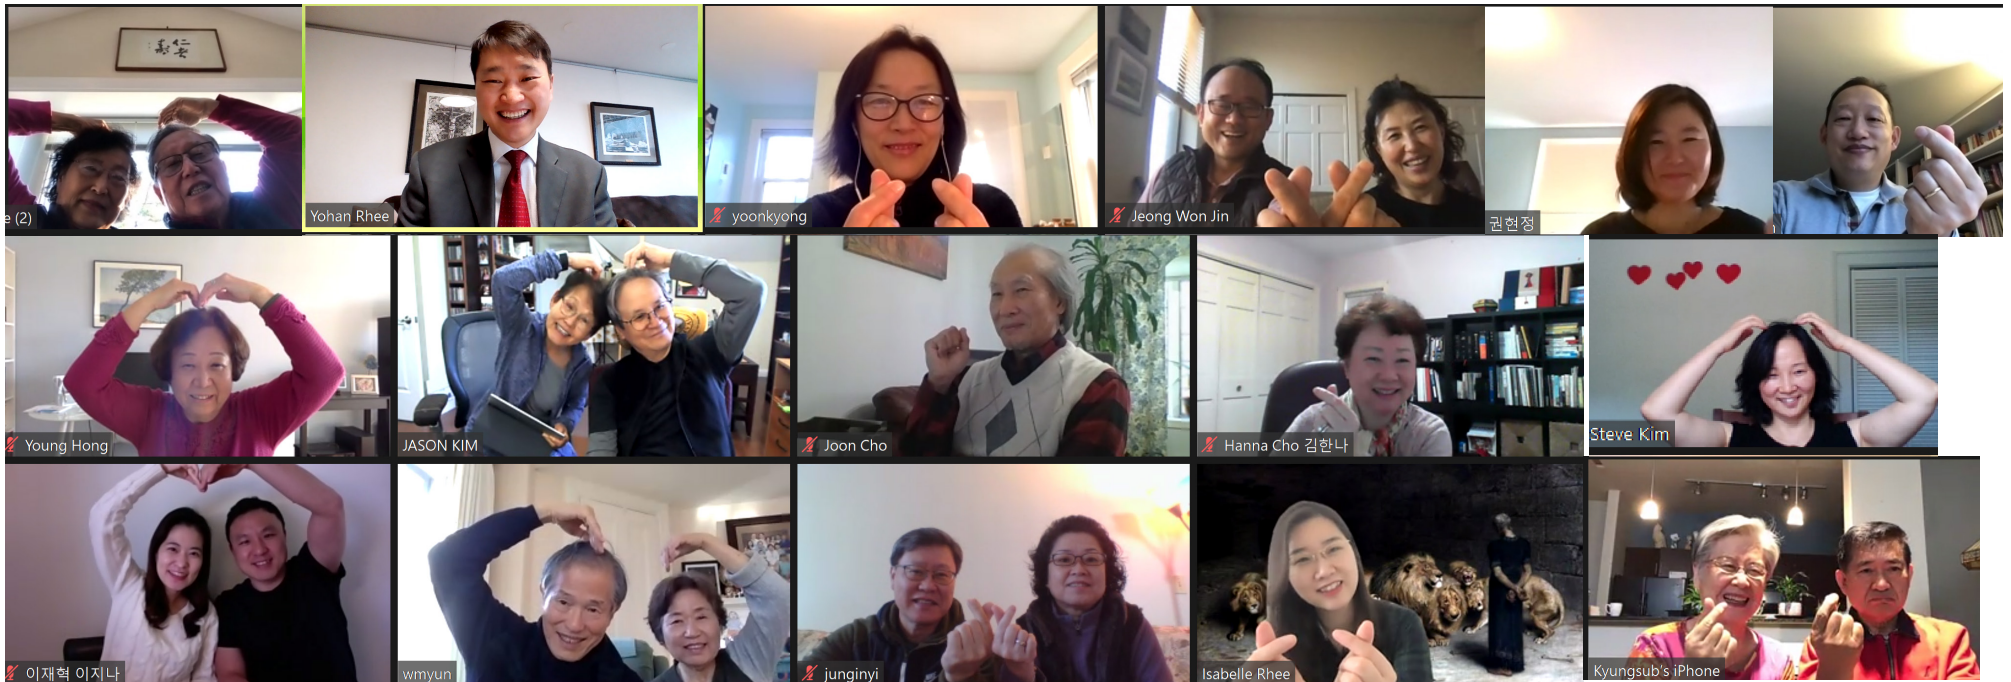 e (2)
Yohan Rhee
yoonkyong
Jeong Won Jin
권현정
Young Hong
JASON KIM
Joon Cho
Hanna Cho 김한나
Steve Kim
이재혁 이지나
wmyun
junginyi
Isabelle Rhee
Kyungsub's iPhone